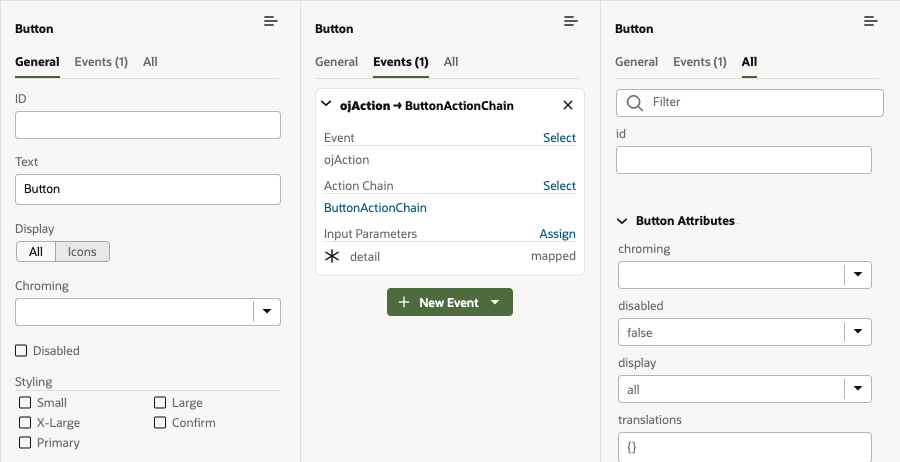 Button
General Events (1) All
ID
Text
Button
Display
All Icons
Chroming
Disabled
Styling
Small Large
X-Large Confirm
Primary
Button
General Events (1) All
ojAction → ButtonActionChain
Event Select
ojAction
Action Chain Select
ButtonActionChain
Input Parameters Assign
detail mapped
+ New Event
Button
General Events (1) All
Filter
id
Button Attributes
chroming
disabled
false
display
all
translations
{}